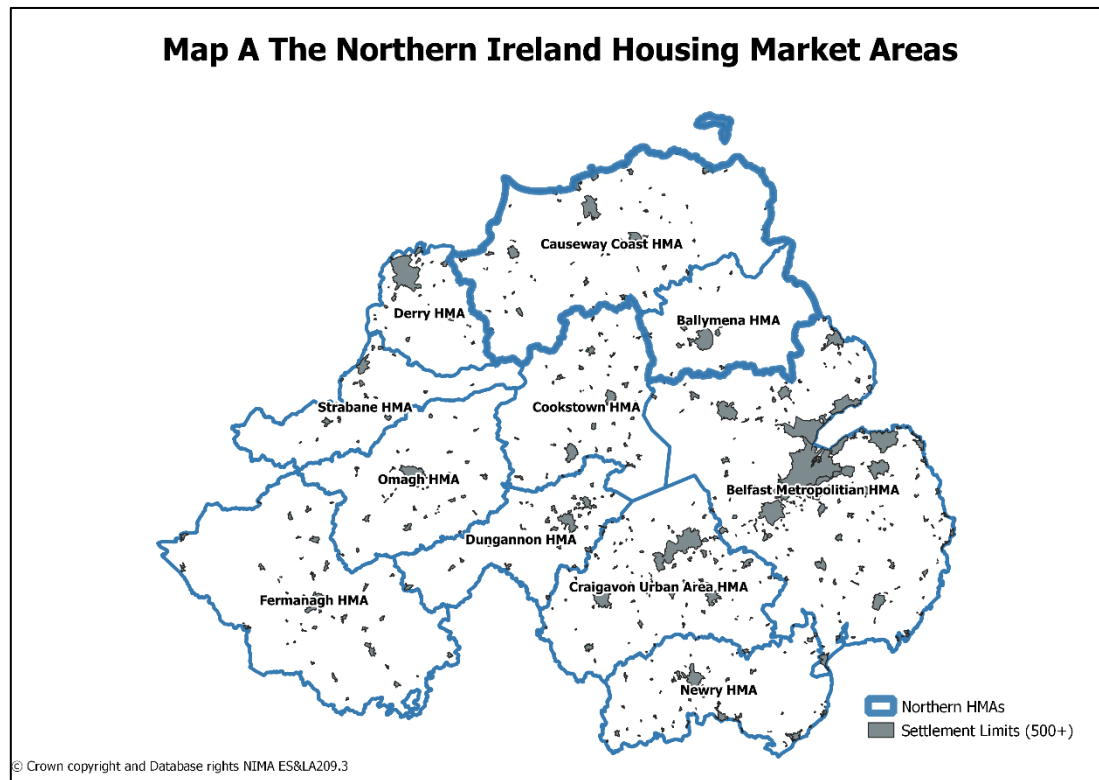 Map A The Northern Ireland Housing Market Areas
Causeway Coast HMA
Derry HMA
Ballymena HMA
Strabane HMA
Cookstown HMA
Omagh HMA
Belfast Metropolitian HMA
Dungannon HMA
Craigavon Urban Area HMA
Fermanagh HMA
Newry HMA
Northern HMAs
Settlement Limits (500+)
© Crown copyright and Database rights NIMA ES&LA209.3